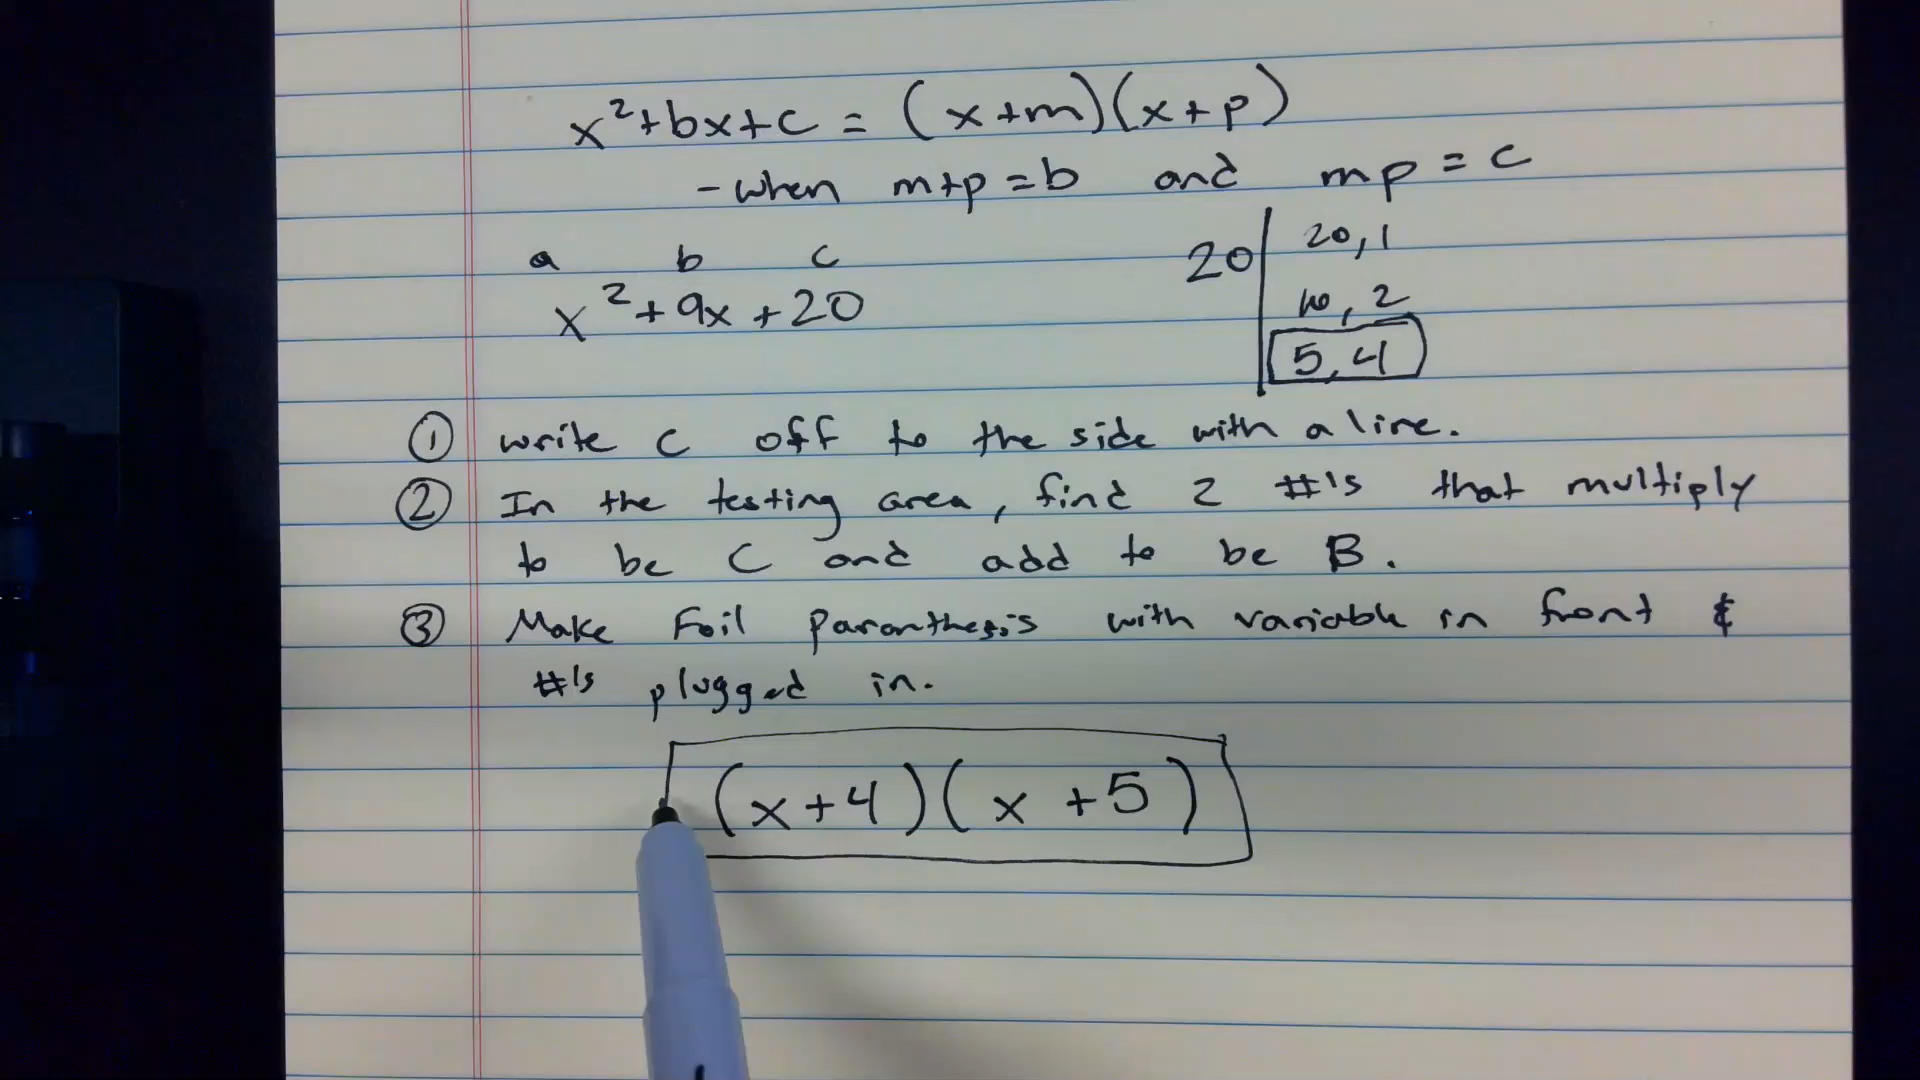 x²+bx+c = (x+m)(x+p)
-when m+p=b and mp=c
a b c
x²+9x+20
20
20,1
10,2
5,4
① write c off to the side with a line.
② In the testing area, find 2 #'s that multiply
to be C and add to be B.
③ Make Foil paranthesis with variable in front &
#'s plugged in.
(x+4)(x+5)